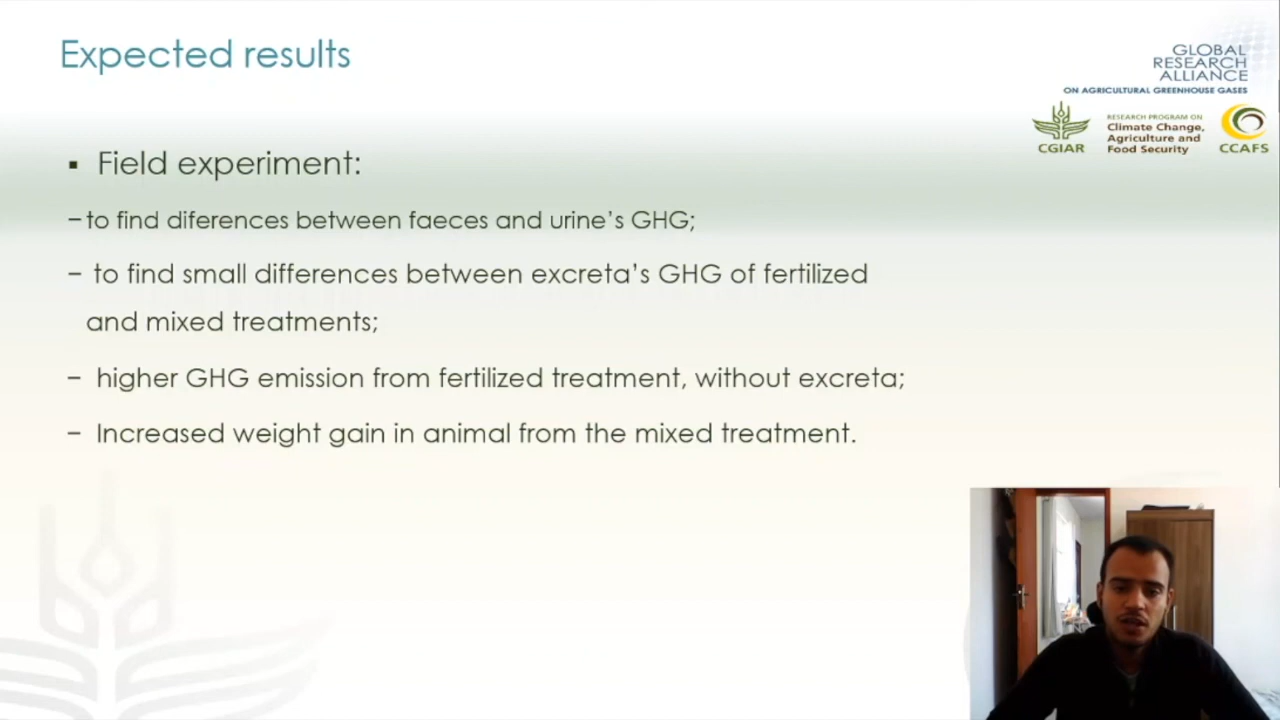 Expected results
GLOBAL
RESEARCH
ALLIANCE
ON AGRICULTURAL GREENHOUSE GASES
CGIAR
RESEARCH PROGRAM ON
Climate Change,
Agriculture and
Food Security
CCAFS
▪ Field experiment:
–to find diferences between faeces and urine’s GHG;
– to find small differences between excreta’s GHG of fertilized
and mixed treatments;
– higher GHG emission from fertilized treatment, without excreta;
– Increased weight gain in animal from the mixed treatment.